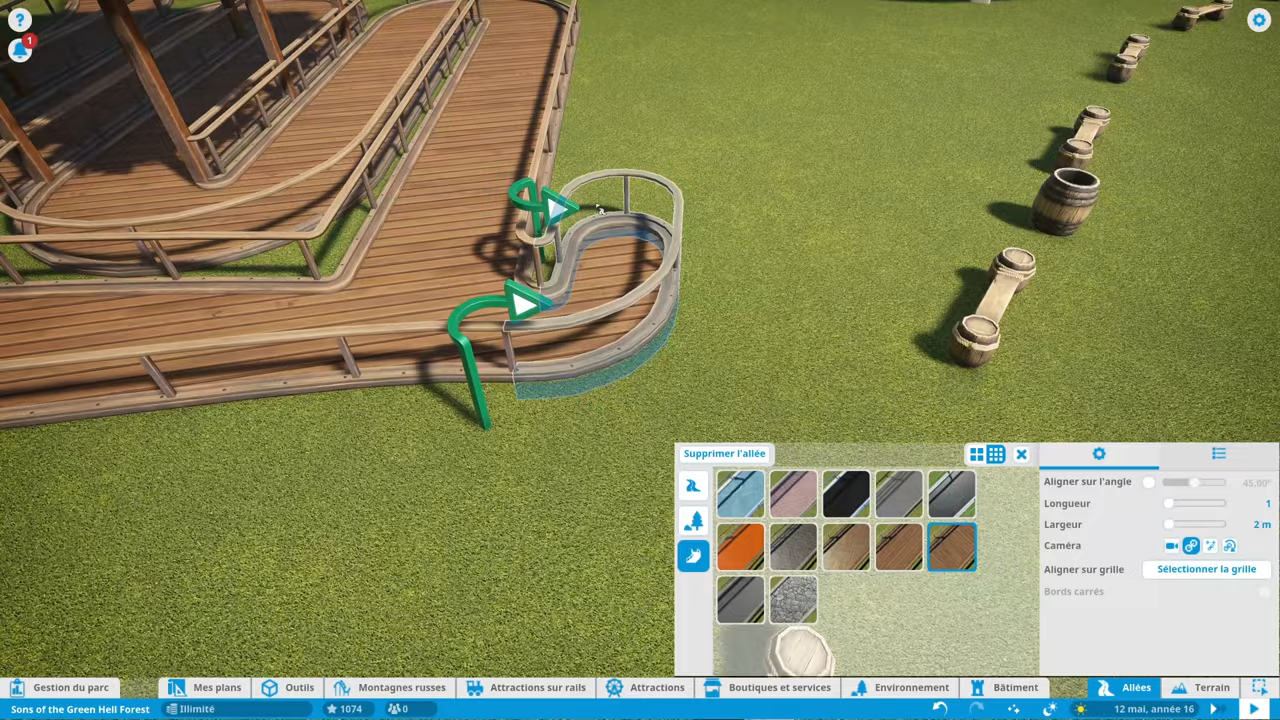 ?
1
Supprimer l'allée
Aligner sur l'angle 45.00°
Longueur 1
Largeur 2 m
Caméra
Aligner sur grille Sélectionner la grille
Bords carrés
Gestion du parc Mes plans Outils Montagnes russes Attractions sur rails Attractions Boutiques et services Environnement Bâtiment Allées Terrain
Sons of the Green Hell Forest Illimité 1074 0 12 mai, année 16